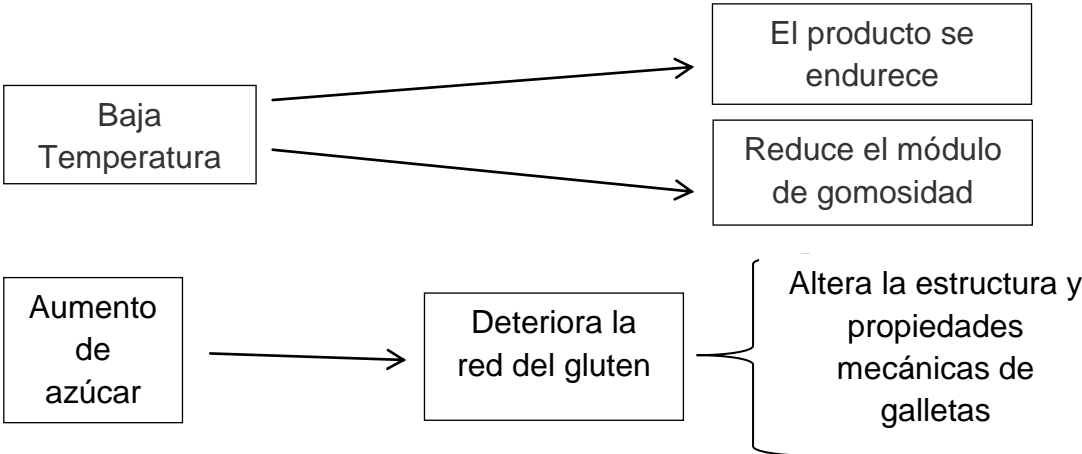 El producto se
endurece
Baja
Temperatura
Reduce el módulo
de gomosidad
Aumento
de
azúcar
Deteriora la
red del gluten
Altera la estructura y
propiedades
mecánicas de
galletas